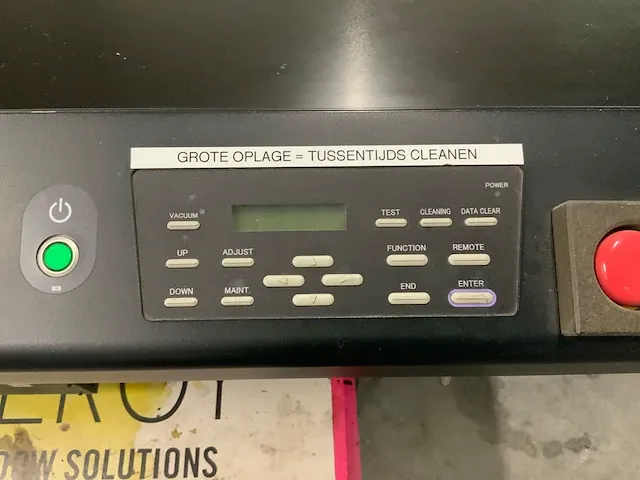 GROTE OPLAGE = TUSSENTIJDS CLEANEN
POWER
VACUUM
TEST
CLEANING
DATA CLEAR
UP
ADJUST
FUNCTION
REMOTE
DOWN
MAINT.
END
ENTER
SOLUTIONS